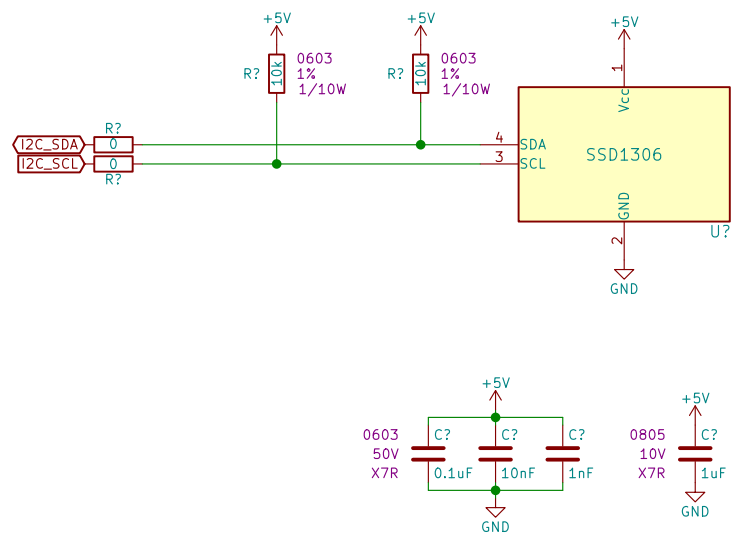 +5V
+5V
+5V
R?
10k
0603
1%
1/10W
R?
10k
0603
1%
1/10W
1
Vcc
R?
I2C_SDA
0
4
SDA
I2C_SCL
0
3
SCL
R?
SSD1306
GND
2
U?
GND
+5V
+5V
0603
C?
C?
C?
0805
C?
50V
10V
X7R
0.1uF
10nF
1nF
X7R
1uF
GND
GND